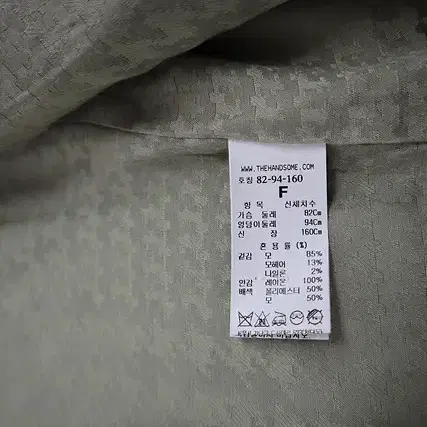 WWW.THEHANDSOME.COM
호칭 82-94-160
F
항 목 신체치수
가슴 둘레 82Cm
엉덩이둘레 94Cm
신 장 160Cm
혼 용 률 (%)
겉감 모 85%
모헤어 13%
나일론 2%
안감 레이온 100%
배색 폴리에스터 50%
모 50%